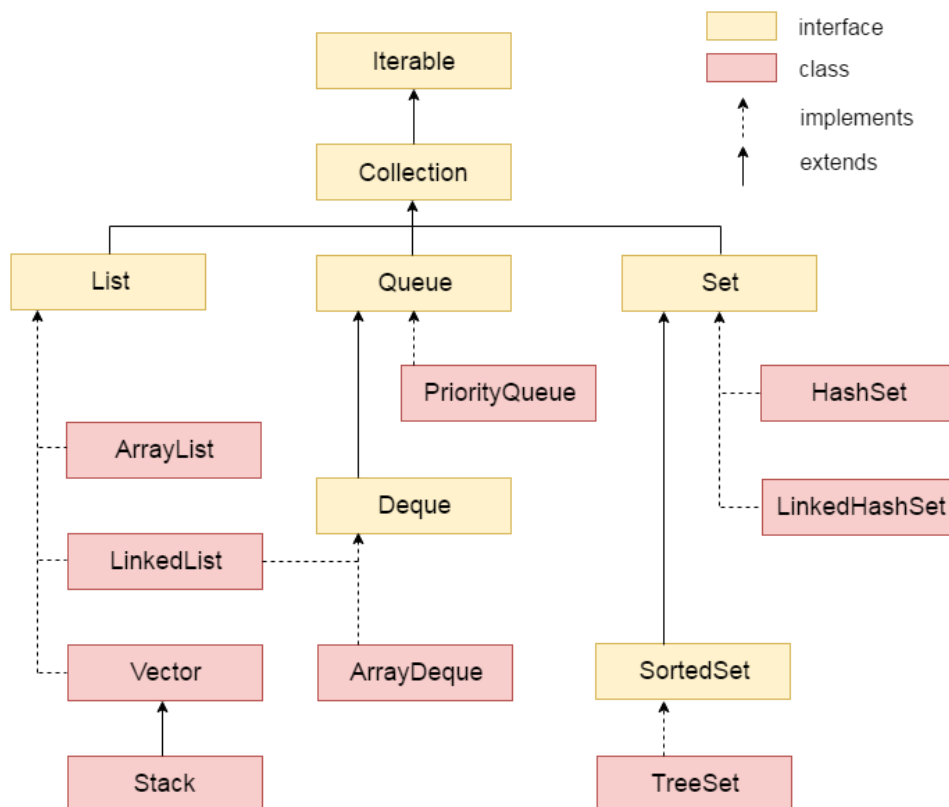 interface
Iterable
class
implements
Collection
extends
List
Queue
Set
PriorityQueue
HashSet
ArrayList
Deque
LinkedHashSet
LinkedList
Vector
ArrayDeque
SortedSet
Stack
TreeSet